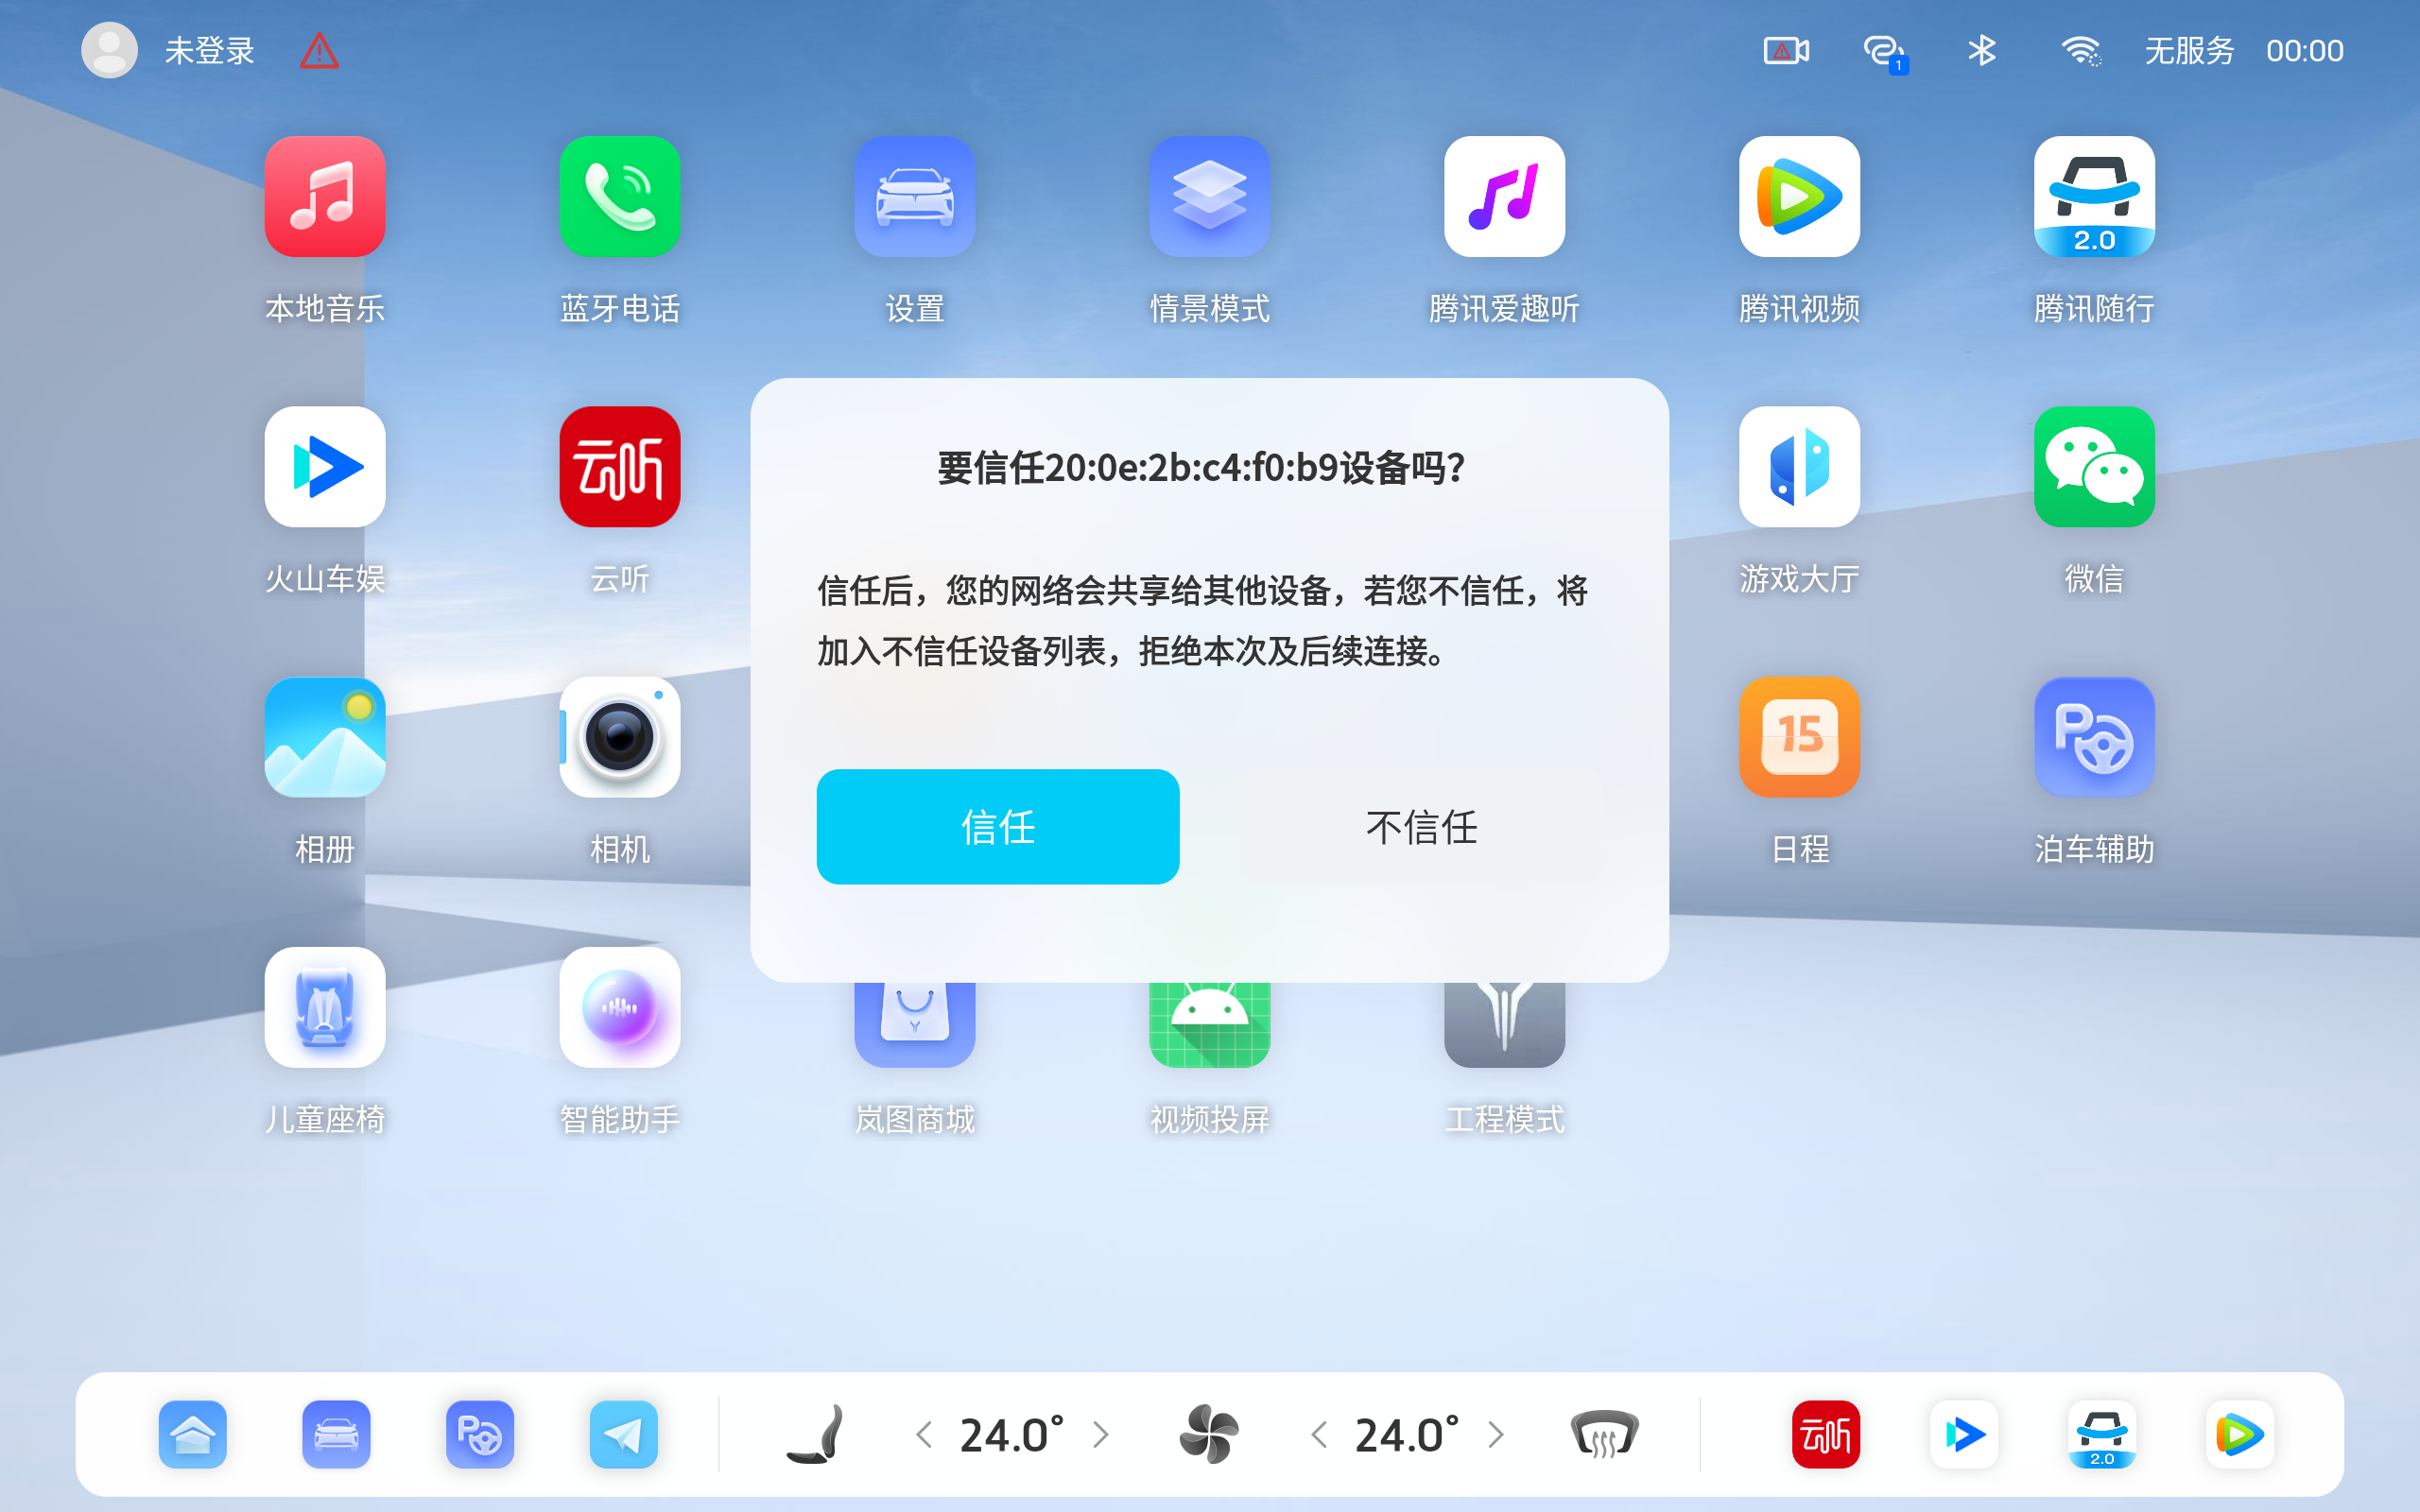 未登录
1
无服务 00:00
2.0
本地音乐 蓝牙电话 设置 情景模式 腾讯爱趣听 腾讯视频 腾讯随行
云听
火山车娱 云听 游戏大厅 微信
要信任20:0e:2b:c4:f0:b9设备吗?
信任后，您的网络会共享给其他设备，若您不信任，将
加入不信任设备列表，拒绝本次及后续连接。
信任 不信任
15
P
相册 相机 日程 泊车辅助
儿童座椅 智能助手 岚图商城 视频投屏 工程模式
P 24.0° 24.0° 云听 2.0